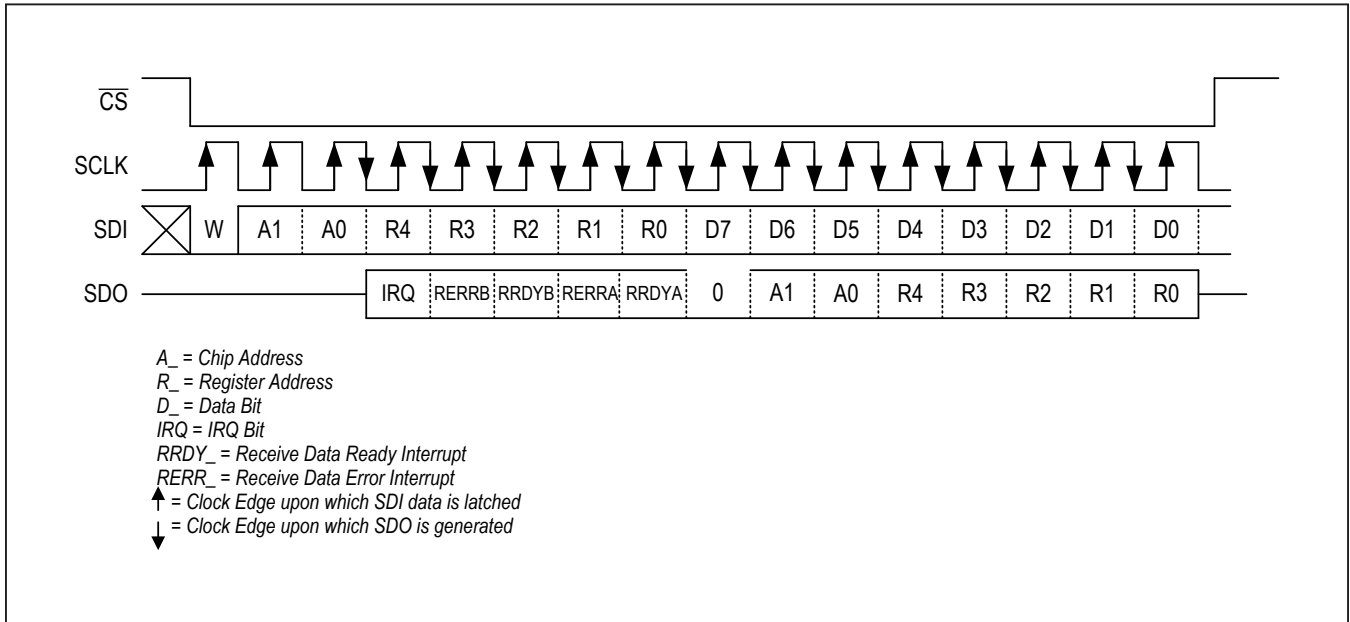 CS
SCLK
SDI W A1 A0 R4 R3 R2 R1 R0 D7 D6 D5 D4 D3 D2 D1 D0
SDO IRQ RERRB RRDYB RERRA RRDYA 0 A1 A0 R4 R3 R2 R1 R0
A_ = Chip Address
R_ = Register Address
D_ = Data Bit
IRQ = IRQ Bit
RRDY_ = Receive Data Ready Interrupt
RERR_ = Receive Data Error Interrupt
= Clock Edge upon which SDI data is latched
= Clock Edge upon which SDO is generated